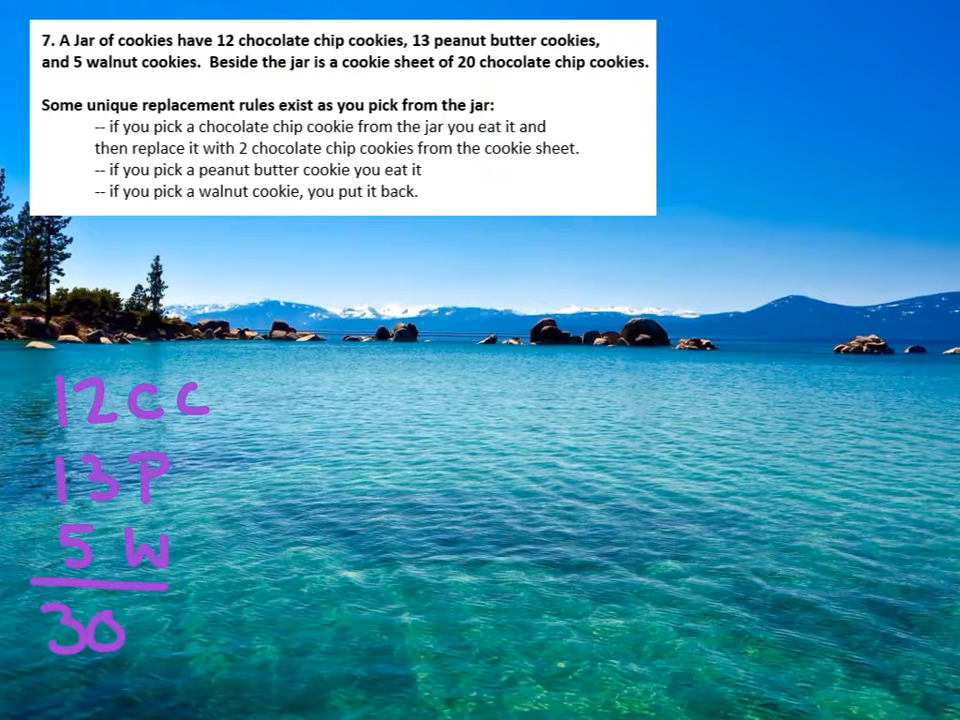 7. A Jar of cookies have 12 chocolate chip cookies, 13 peanut butter cookies,
and 5 walnut cookies. Beside the jar is a cookie sheet of 20 chocolate chip cookies.
Some unique replacement rules exist as you pick from the jar:
-- if you pick a chocolate chip cookie from the jar you eat it and
then replace it with 2 chocolate chip cookies from the cookie sheet.
-- if you pick a peanut butter cookie you eat it
-- if you pick a walnut cookie, you put it back.
12 CC
13 P
5 W
30